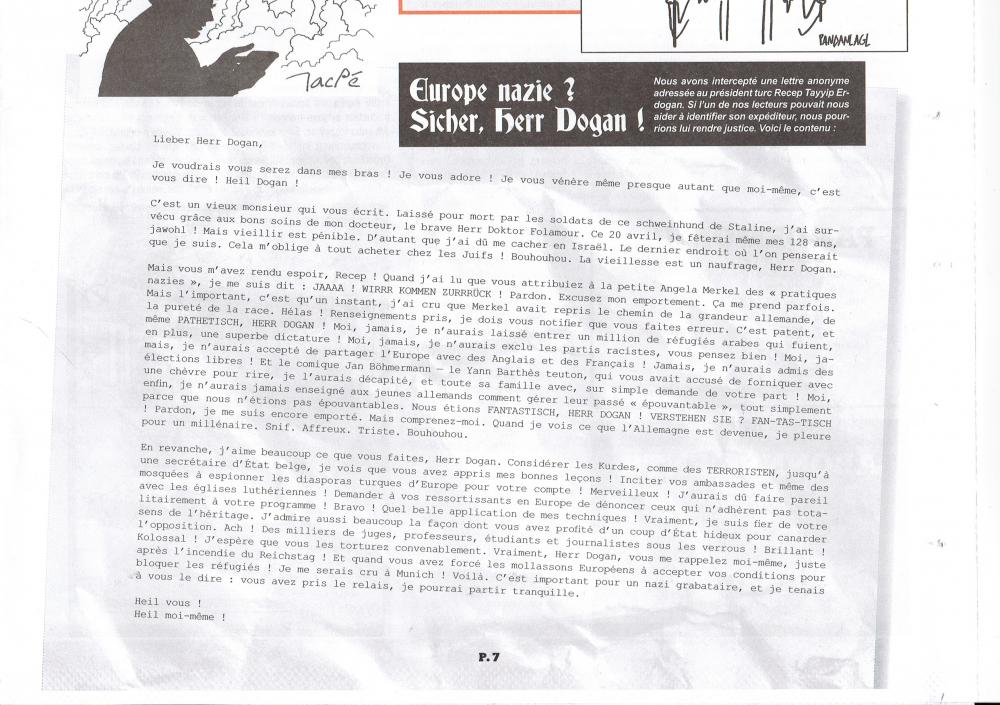 JacPé
PANDANLAGL
Europe nazie ?
Sicher, Herr Dogan !
Nous avons intercepté une lettre anonyme
adressée au président turc Recep Tayyip Er-
dogan. Si l'un de nos lecteurs pouvait nous
aider à identifier son expéditeur, nous pour-
rions lui rendre justice. Voici le contenu :
Lieber Herr Dogan,
Je voudrais vous serez dans mes bras ! Je vous adore ! Je vous vénère même presque autant que moi-même, c'est
vous dire ! Heil Dogan !
C'est un vieux monsieur qui vous écrit. Laissé pour mort par les soldats de ce schweinhund de Staline, j'ai sur-
vécu grâce aux bons soins de mon docteur, le brave Herr Doktor Folamour. Ce 20 avril, je fêterai même mes 128 ans,
jawohl ! Mais vieillir est pénible. D'autant que j'ai dû me cacher en Israël. Le dernier endroit où l'on penserait
que je suis. Cela m'oblige à tout acheter chez les Juifs ! Bouhouhou. La vieillesse est un naufrage, Herr Dogan.
Mais vous m'avez rendu espoir, Recep ! Quand j'ai lu que vous attribuiez à la petite Angela Merkel des « pratiques
nazies », je me suis dit : JAAAA ! WIRRR KOMMEN ZURRRÜCK ! Pardon. Excusez mon emportement. Ça me prend parfois.
Mais l'important, c'est qu'un instant, j'ai cru que Merkel avait repris le chemin de la grandeur allemande, de
la pureté de la race. Hélas ! Renseignements pris, je dois vous notifier que vous faites erreur. C'est patent, et
même PATHETISCH, HERR DOGAN ! Moi, jamais, je n'aurais laissé entrer un million de réfugiés arabes qui fuient,
en plus, une superbe dictature ! Moi, jamais, je n'aurais exclu les partis racistes, vous pensez bien ! Moi, ja-
mais, je n'aurais accepté de partager l'Europe avec des Anglais et des Français ! Jamais, je n'aurais admis des
élections libres ! Et le comique Jan Böhmermann – le Yann Barthès teuton, qui vous avait accusé de forniquer avec
une chèvre pour rire, je l'aurais décapité, et toute sa famille avec, sur simple demande de votre part ! Moi,
enfin, je n'aurais jamais enseigné aux jeunes allemands comment gérer leur passé « épouvantable », tout simplement
parce que nous n'étions pas épouvantables. Nous étions FANTASTISCH, HERR DOGAN ! VERSTEHEN SIE ? FAN-TAS-TISCH
! Pardon, je me suis encore emporté. Mais comprenez-moi. Quand je vois ce que l'Allemagne est devenue, je pleure
pour un millénaire. Snif. Affreux. Triste. Bouhouhou.
En revanche, j'aime beaucoup ce que vous faites, Herr Dogan. Considérer les Kurdes, comme des TERRORISTEN, jusqu'à
une secrétaire d'État belge, je vois que vous avez appris mes bonnes leçons ! Inciter vos ambassades et même des
mosquées à espionner les diasporas turques d'Europe pour votre compte ! Merveilleux ! J'aurais dû faire pareil
avec les églises luthériennes ! Demander à vos ressortissants en Europe de dénoncer ceux qui n'adhèrent pas tota-
litairement à votre programme ! Bravo ! Quel belle application de mes techniques ! Vraiment, je suis fier de votre
sens de l'héritage. J'admire aussi beaucoup la façon dont vous avez profité d'un coup d'État hideux pour canarder
l'opposition. Ach ! Des milliers de juges, professeurs, étudiants et journalistes sous les verrous ! Brillant !
Kolossal ! J'espère que vous les torturez convenablement. Vraiment, Herr Dogan, vous me rappelez moi-même, juste
après l'incendie du Reichstag ! Et quand vous avez forcé les mollassons Européens à accepter vos conditions pour
bloquer les réfugiés ! Je me serais cru à Munich ! Voilà. C'est important pour un nazi grabataire, et je tenais
à vous le dire : vous avez pris le relais, je pourrai partir tranquille.
Heil vous !
Heil moi-même !
P.7